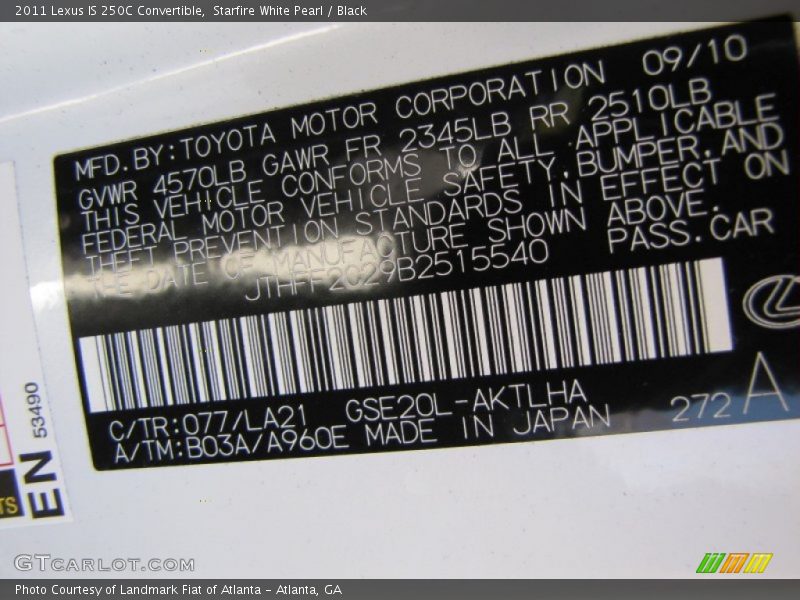 2011 Lexus IS 250C Convertible, Starfire White Pearl / Black
MFD.BY:TOYOTA MOTOR CORPORATION 09/10
GVWR 4570LB GAWR FR 2345LB RR 2510LB
THIS VEHICLE CONFORMS TO ALL APPLICABLE
FEDERAL MOTOR VEHICLE SAFETY,BUMPER,AND
THEFT PREVENTION STANDARDS IN EFFECT ON
THE DATE OF MANUFACTURE SHOWN ABOVE.
JTHFF2C29B2515540 PASS.CAR
C/TR:077/LA21 GSE20L-AKTLHA
A/TM:B03A/A960E MADE IN JAPAN 272 A
EN 53490
TS
GTCARLOT.COM
Photo Courtesy of Landmark Fiat of Atlanta – Atlanta, GA